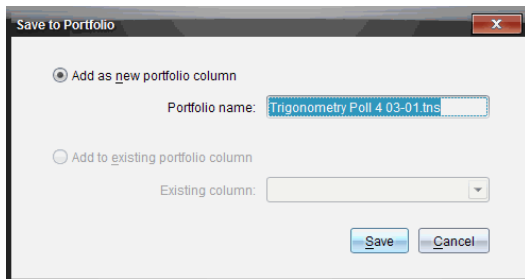 Save to Portfolio
x
Add as new portfolio column
Portfolio name: Trigonometry Poll 4 03-01.tns
Add to existing portfolio column
Existing column:
Save Cancel